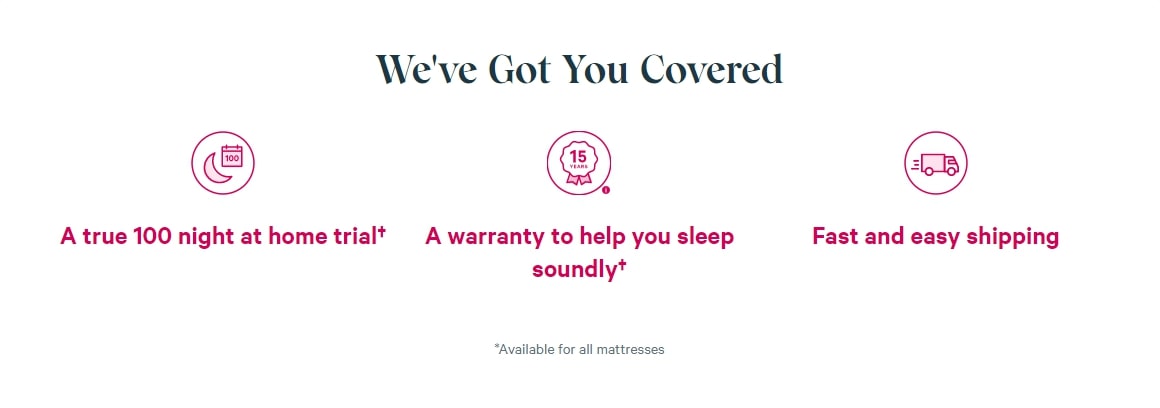 We've Got You Covered
100
15
YEARS
A true 100 night at home trial†
A warranty to help you sleep
soundly†
Fast and easy shipping
*Available for all mattresses